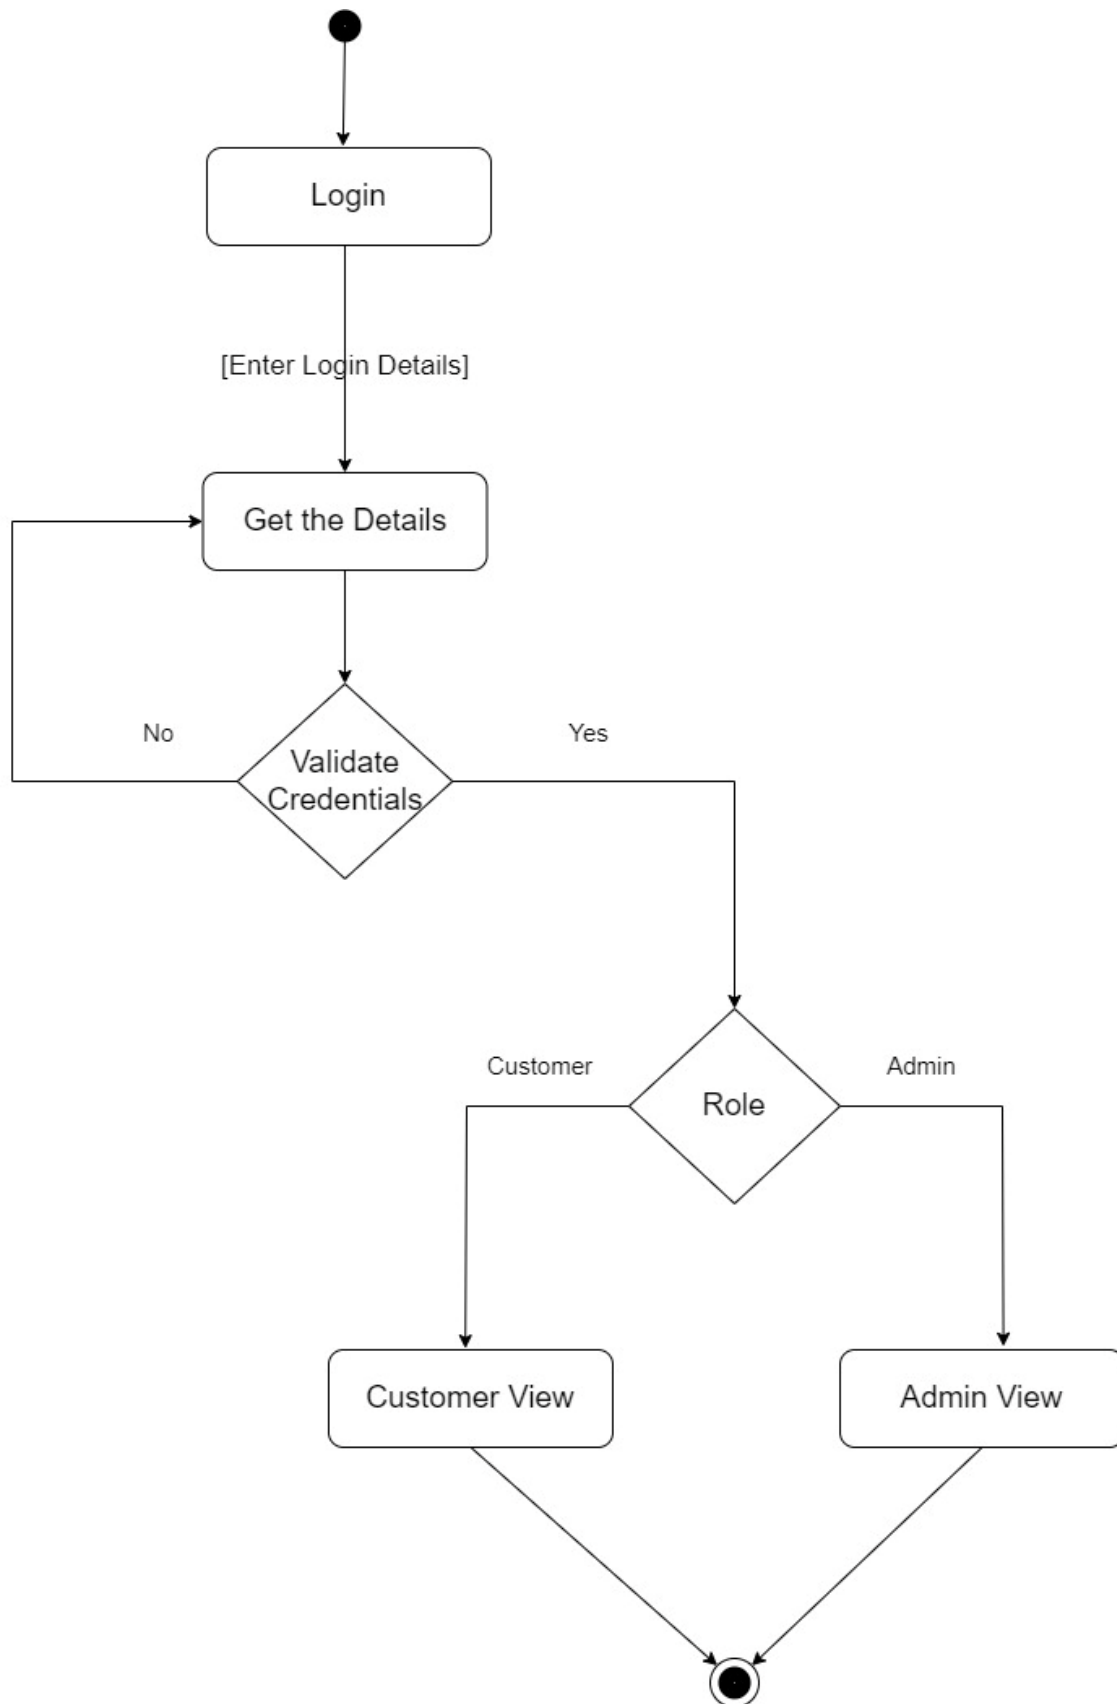 Login
[Enter Login Details]
Get the Details
No
Yes
Validate
Credentials
Customer
Admin
Role
Customer View
Admin View